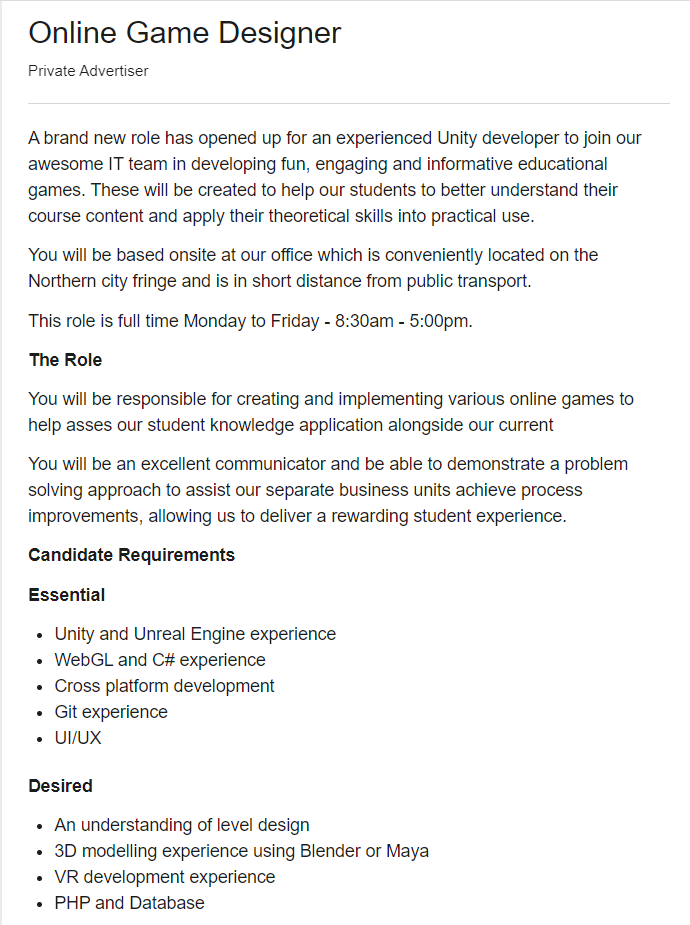 Online Game Designer
Private Advertiser
A brand new role has opened up for an experienced Unity developer to join our
awesome IT team in developing fun, engaging and informative educational
games. These will be created to help our students to better understand their
course content and apply their theoretical skills into practical use.
You will be based onsite at our office which is conveniently located on the
Northern city fringe and is in short distance from public transport.
This role is full time Monday to Friday - 8:30am - 5:00pm.
The Role
You will be responsible for creating and implementing various online games to
help asses our student knowledge application alongside our current
You will be an excellent communicator and be able to demonstrate a problem
solving approach to assist our separate business units achieve process
improvements, allowing us to deliver a rewarding student experience.
Candidate Requirements
Essential
• Unity and Unreal Engine experience
• WebGL and C# experience
• Cross platform development
• Git experience
• UI/UX
Desired
• An understanding of level design
• 3D modelling experience using Blender or Maya
• VR development experience
• PHP and Database